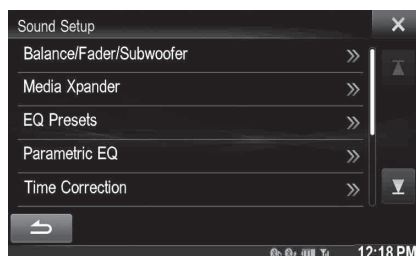 Sound Setup
Balance/Fader/Subwoofer
Media Xpander
EQ Presets
Parametric EQ
Time Correction
12:18 PM